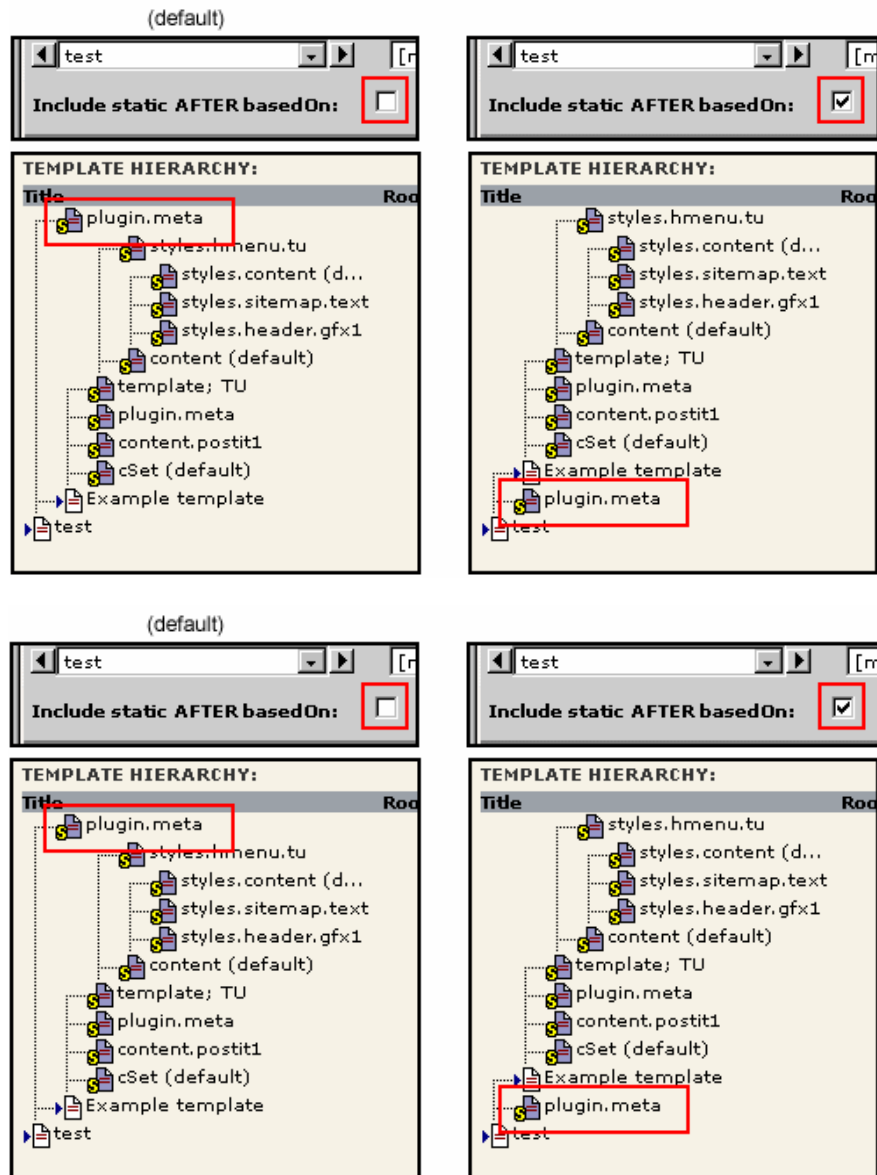 (default)
test
[m
Include static AFTER basedOn:
test
[m
Include static AFTER basedOn:
TEMPLATE HIERARCHY:
Title Roo
plugin.meta
styles.hmenu.tu
styles.content (d...
styles.sitemap.text
styles.header.gfx1
content (default)
template; TU
plugin.meta
content.postit1
cSet (default)
Example template
test
TEMPLATE HIERARCHY:
Title Roo
styles.hmenu.tu
styles.content (d...
styles.sitemap.text
styles.header.gfx1
content (default)
template; TU
plugin.meta
content.postit1
cSet (default)
Example template
plugin.meta
test
(default)
test
[m
Include static AFTER basedOn:
test
[m
Include static AFTER basedOn:
TEMPLATE HIERARCHY:
Title Roo
plugin.meta
styles.hmenu.tu
styles.content (d...
styles.sitemap.text
styles.header.gfx1
content (default)
template; TU
plugin.meta
content.postit1
cSet (default)
Example template
test
TEMPLATE HIERARCHY:
Title Roo
styles.hmenu.tu
styles.content (d...
styles.sitemap.text
styles.header.gfx1
content (default)
template; TU
plugin.meta
content.postit1
cSet (default)
Example template
plugin.meta
test